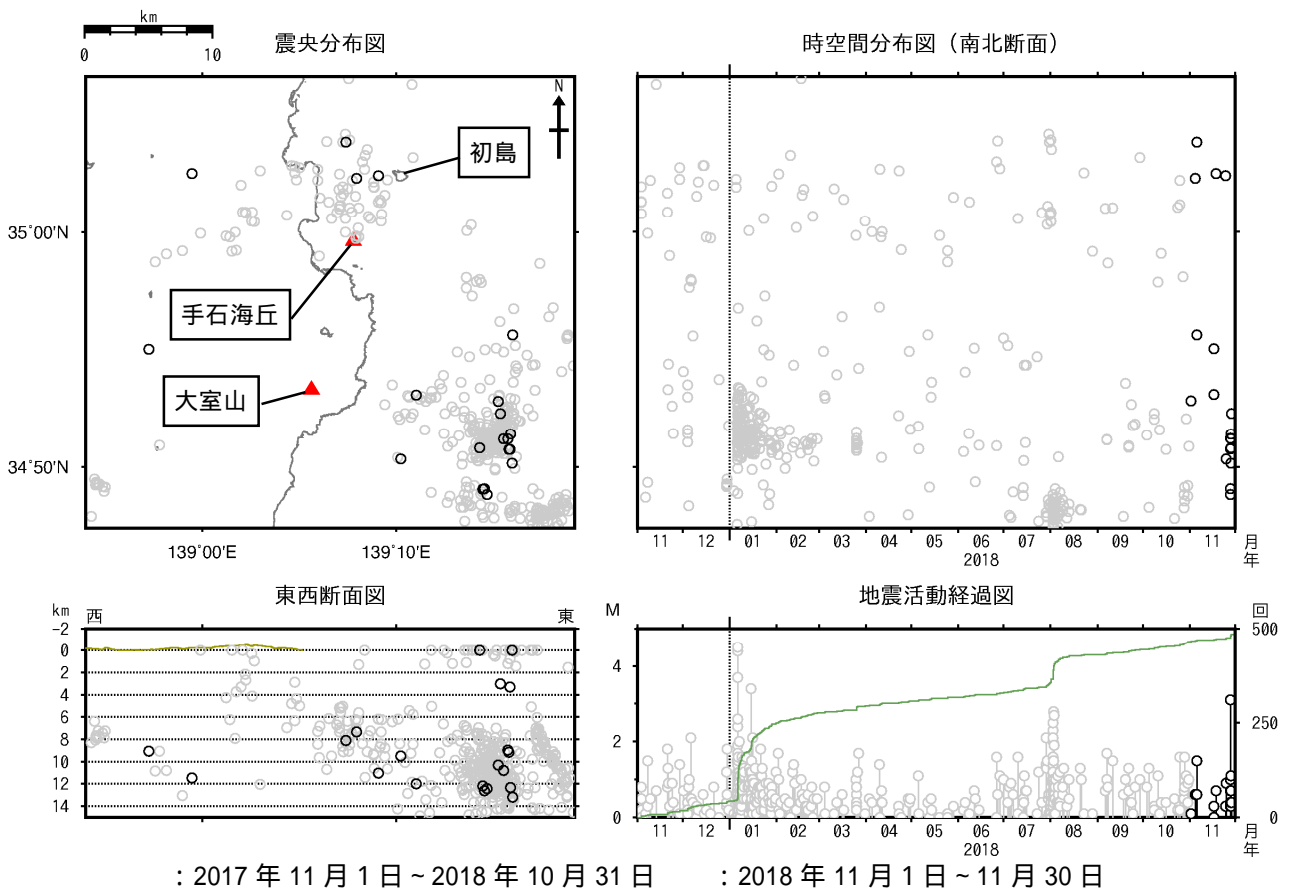 km
0 10
震央分布図
時空間分布図（南北断面）
N
初島
35°00'N
手石海丘
大室山
34°50'N
139°00'E 139°10'E
11 12 01 02 03 04 05 06 07 08 09 10 11 月
2018 年
東西断面図
地震活動経過図
km 西 東
-2
0
2
4
6
8
10
12
14
M 回
500
4
250
2
0 0
11 12 01 02 03 04 05 06 07 08 09 10 11 月
2018 年
：2017 年 11 月 1 日 ~ 2018 年 10 月 31 日 ：2018 年 11 月 1 日 ~ 11 月 30 日